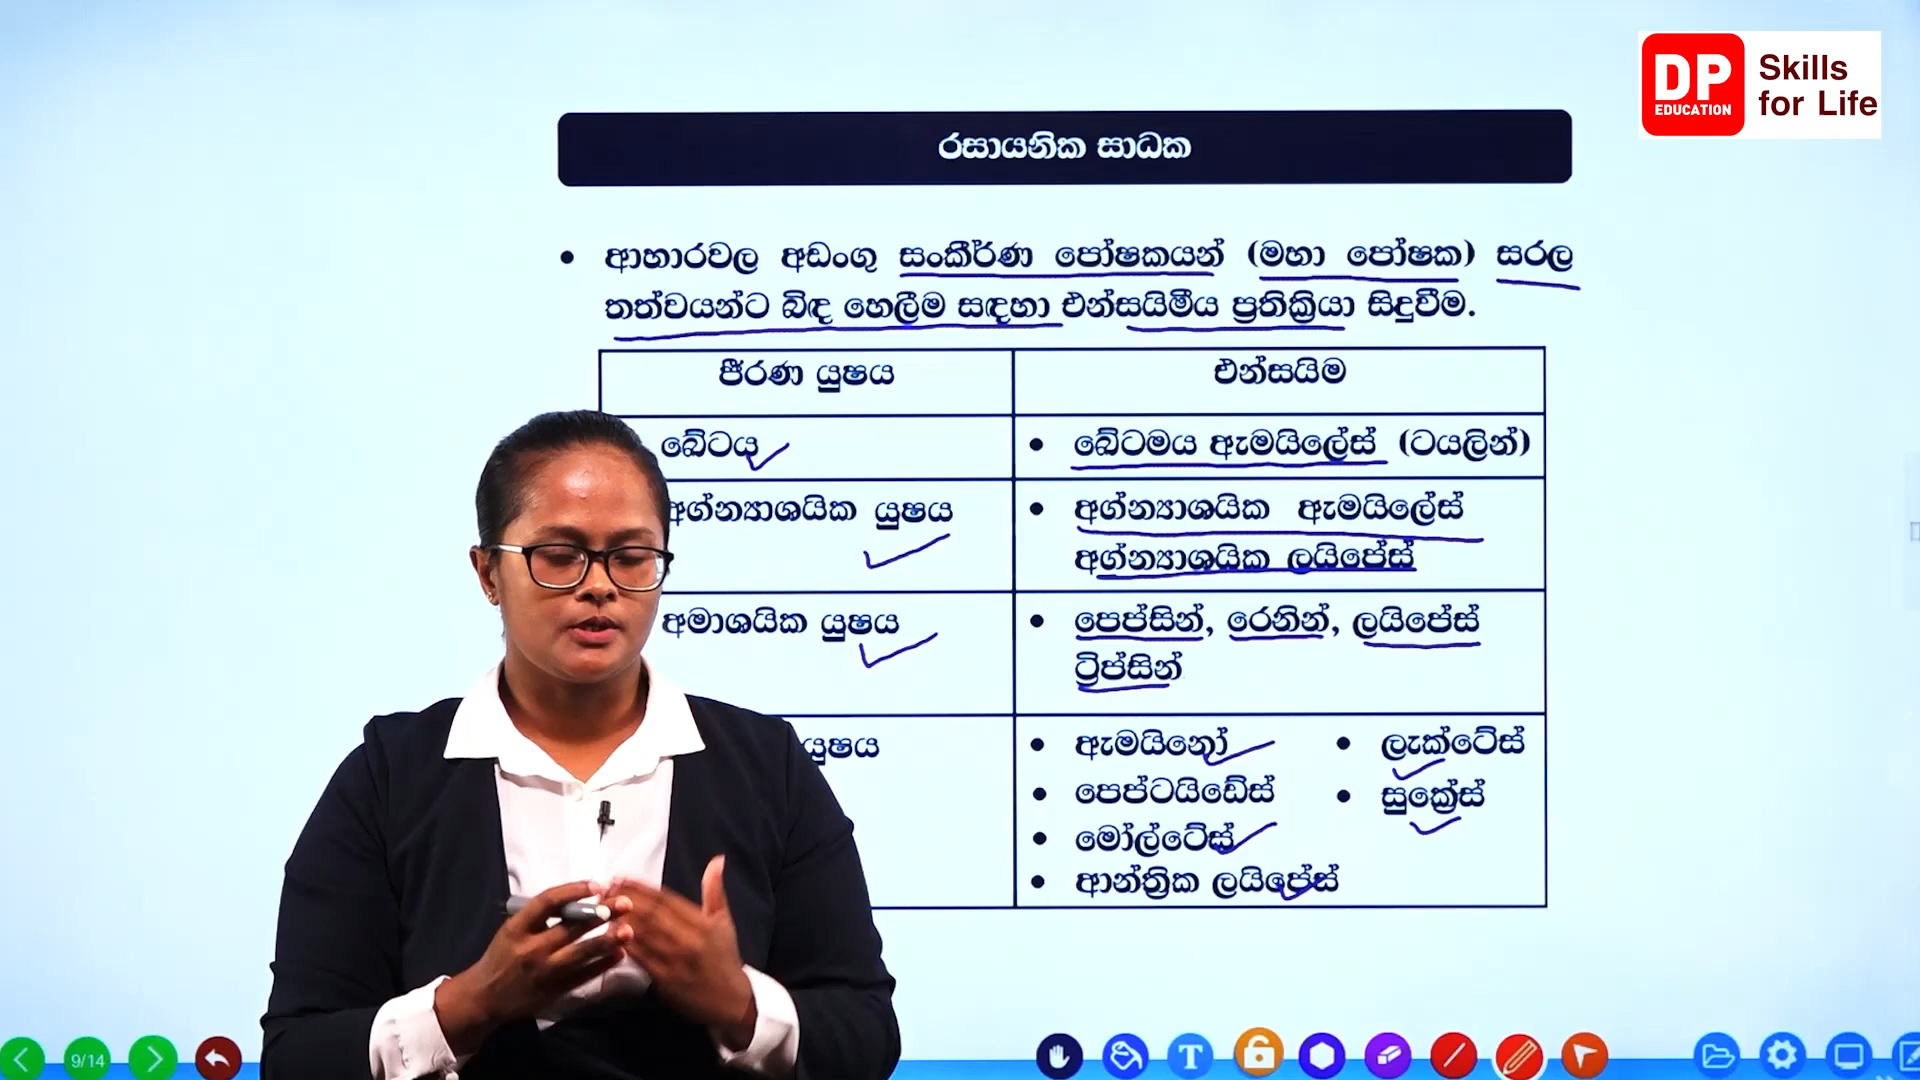 DP
EDUCATION
Skills
for Life
රසායනික සාධක
• ආහාරවල අඩංගු සංකීර්ණ පෝෂකයන් (මහා පෝෂක) සරල
තත්වයන්ට බිඳ හෙලීම සඳහා එන්සයිමීය ප්‍රතික්‍රියා සිදුවීම.
ජීරණ යුෂය
එන්සයිම
ඛේටය
• ඛේටමය ඇමයිලේස් (ටයලින්)
අග්න්‍යාශයික යුෂය
• අග්න්‍යාශයික ඇමයිලේස්
අග්න්‍යාශයික ලයිපේස්
අමාශයික යුෂය
• පෙප්සින්, රෙනින්, ලයිපේස්
ට්‍රිප්සින්
යුෂය
• ඇමයිනෝ
• පෙප්ටයිඩේස්
• මෝල්ටේස්
• ආන්ත්‍රික ලයිපේස්
• ලැක්ටේස්
• සුක්‍රේස්
9/14
T